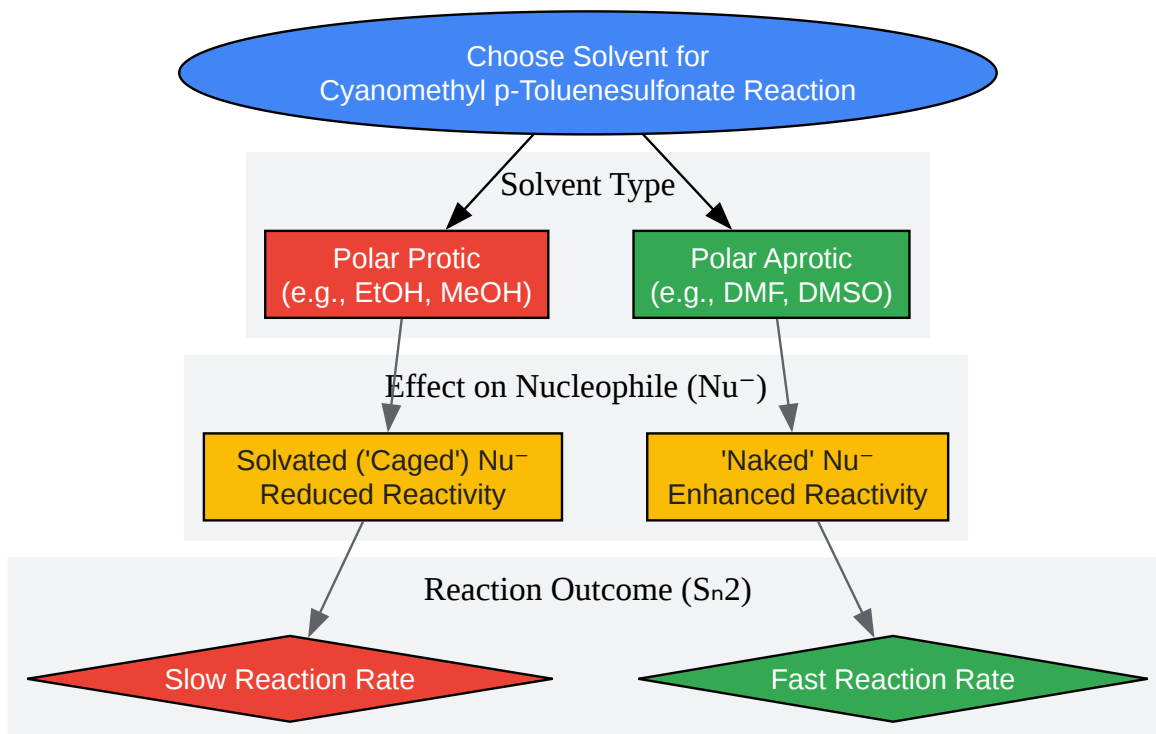 Choose Solvent for
Cyanomethyl p-Toluenesulfonate Reaction
Solvent Type
Polar Protic
(e.g., EtOH, MeOH)
Polar Aprotic
(e.g., DMF, DMSO)
Effect on Nucleophile (Nu⁻)
Solvated ('Caged') Nu⁻
Reduced Reactivity
'Naked' Nu⁻
Enhanced Reactivity
Reaction Outcome (Sₙ2)
Slow Reaction Rate
Fast Reaction Rate